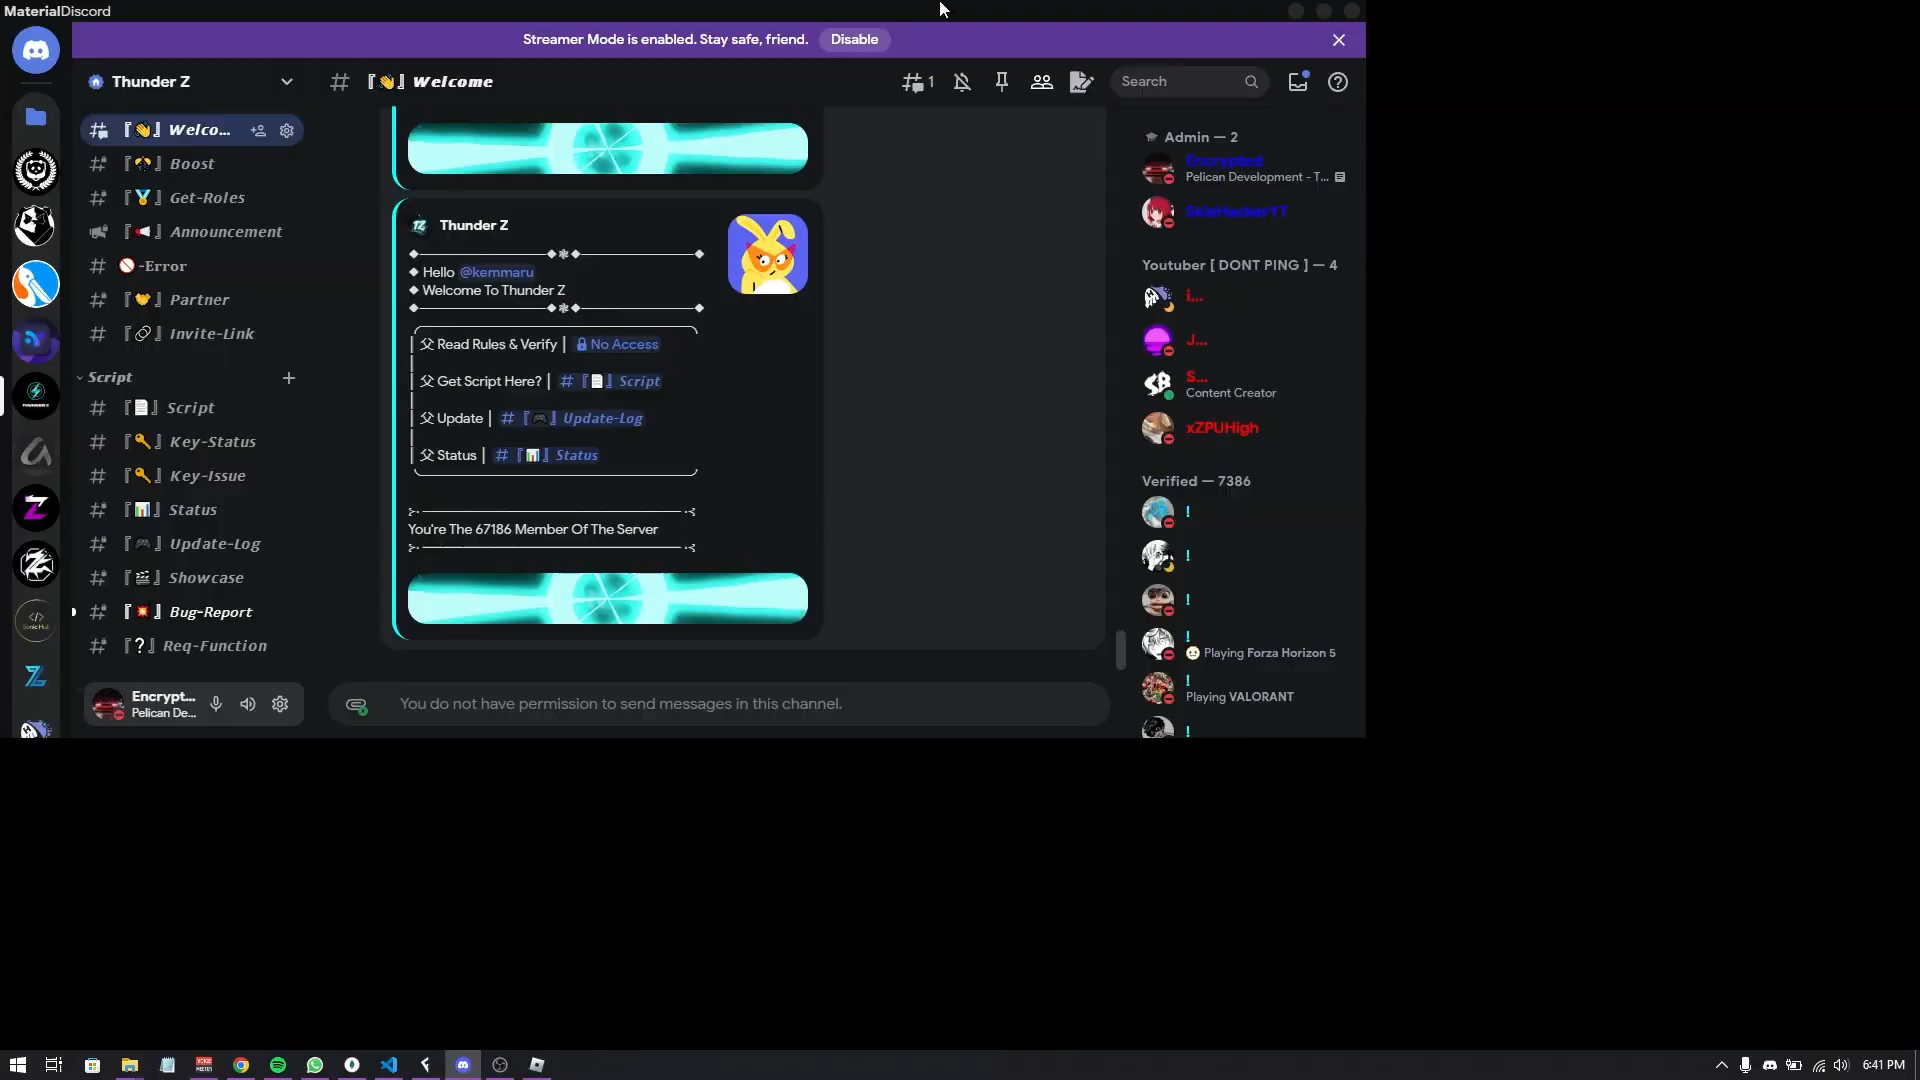 MaterialDiscord
Streamer Mode is enabled. Stay safe, friend. Disable
Thunder Z
『👋』 Welcome
1
Search
『👋』 Welco...
『』 Boost
『🏅』 Get-Roles
『📢』 Announcement
🚫-Error
『🤝』 Partner
『🔗』 Invite-Link
Script
『📄』 Script
『🔑』 Key-Status
『🔑』 Key-Issue
『📊』 Status
『🎮』 Update-Log
『🎬』 Showcase
『💥』 Bug-Report
『❔』 Req-Function
Encrypt...
Pelican De...
Thunder Z
◆ Hello @kemmaru
◆ Welcome To Thunder Z
父 Read Rules & Verify | No Access
父 Get Script Here? | # 『📄』 Script
父 Update | # 『🎮』 Update-Log
父 Status | # 『📊』 Status
You're The 67186 Member Of The Server
You do not have permission to send messages in this channel.
Admin — 2
Encrypted
Pelican Development - T...
SkieHackerYT
Youtuber [ DONT PING ] — 4
i...
J...
S...
Content Creator
xZPUHigh
Verified — 7386
!
!
!
!
Playing Forza Horizon 5
!
Playing VALORANT
!
6:41 PM